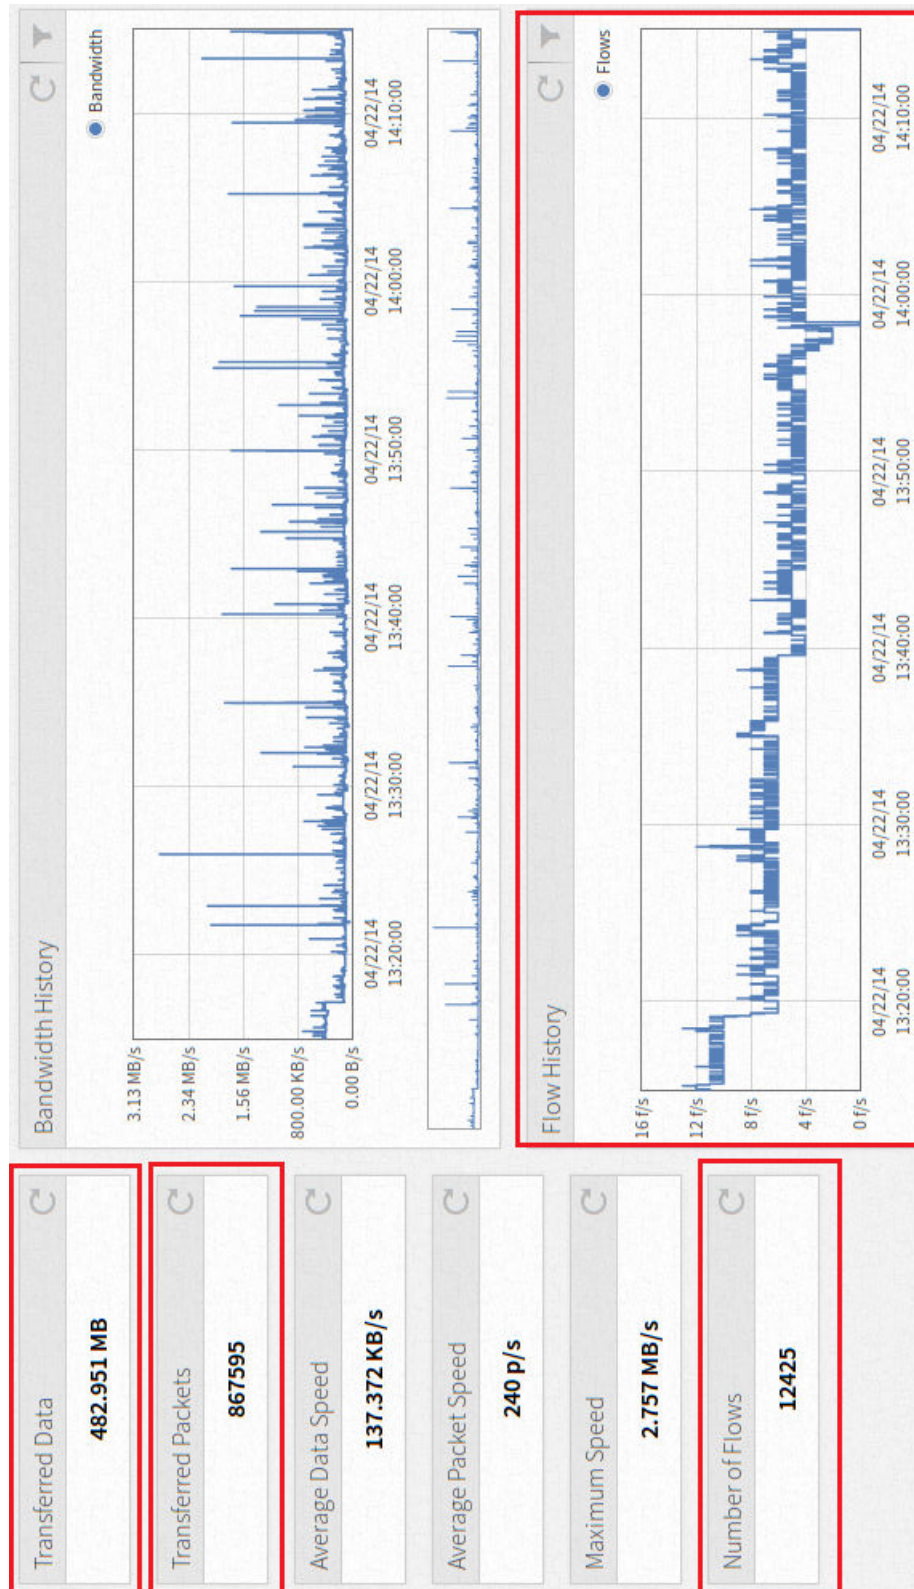 Transferred Data
482.951 MB
Transferred Packets
867595
Average Data Speed
137.372 KB/s
Average Packet Speed
240 p/s
Maximum Speed
2.757 MB/s
Number of Flows
12425
Bandwidth History
Bandwidth
3.13 MB/s
2.34 MB/s
1.56 MB/s
800.00 KB/s
0.00 B/s
04/22/14 04/22/14 04/22/14 04/22/14 04/22/14 04/22/14
13:20:00 13:30:00 13:40:00 13:50:00 14:00:00 14:10:00
Flow History
Flows
16 f/s
12 f/s
8 f/s
4 f/s
0 f/s
04/22/14 04/22/14 04/22/14 04/22/14 04/22/14 04/22/14
13:20:00 13:30:00 13:40:00 13:50:00 14:00:00 14:10:00